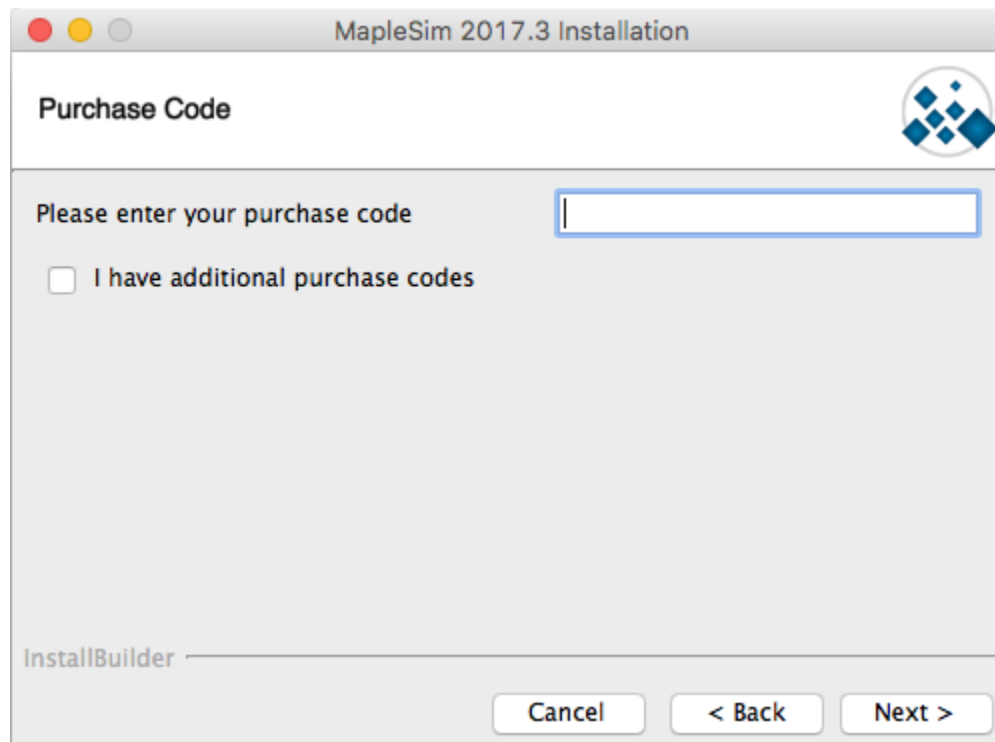 MapleSim 2017.3 Installation
Purchase Code
Please enter your purchase code
I have additional purchase codes
InstallBuilder
Cancel < Back Next >